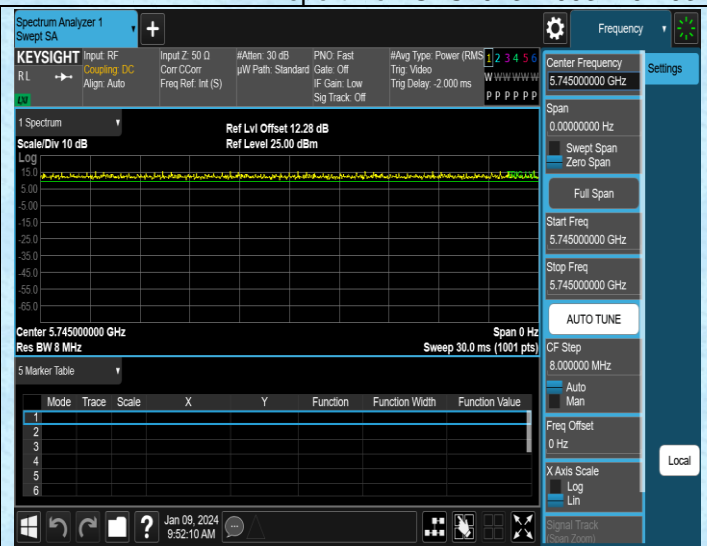 Spectrum Analyzer 1
Swept SA
+
Frequency
KEYSIGHT
RL
LXI
Input: RF
Coupling: DC
Align: Auto
Input Z: 50 Ω
Corr CCorr
Freq Ref: Int (S)
#Atten: 30 dB
µW Path: Standard
PNO: Fast
Gate: Off
IF Gain: Low
Sig Track: Off
#Avg Type: Power (RMS
Trig: Video
Trig Delay: -2.000 ms
1 2 3 4 5 6
W W W W W W
P P P P P P
1 Spectrum
Scale/Div 10 dB
Ref Lvl Offset 12.28 dB
Ref Level 25.00 dBm
Log
15.0
5.00
-5.00
-15.0
-25.0
-35.0
-45.0
-55.0
-65.0
TRIG LVL
Center 5.745000000 GHz
Res BW 8 MHz
Span 0 Hz
Sweep 30.0 ms (1001 pts)
5 Marker Table
Mode Trace Scale X Y Function Function Width Function Value
1
2
3
4
5
6
?
Jan 09, 2024
9:52:10 AM
Center Frequency
5.745000000 GHz
Span
0.00000000 Hz
Swept Span
Zero Span
Full Span
Start Freq
5.745000000 GHz
Stop Freq
5.745000000 GHz
AUTO TUNE
CF Step
8.000000 MHz
Auto
Man
Freq Offset
0 Hz
X Axis Scale
Log
Lin
Signal Track
(Span Zoom)
Settings
Local